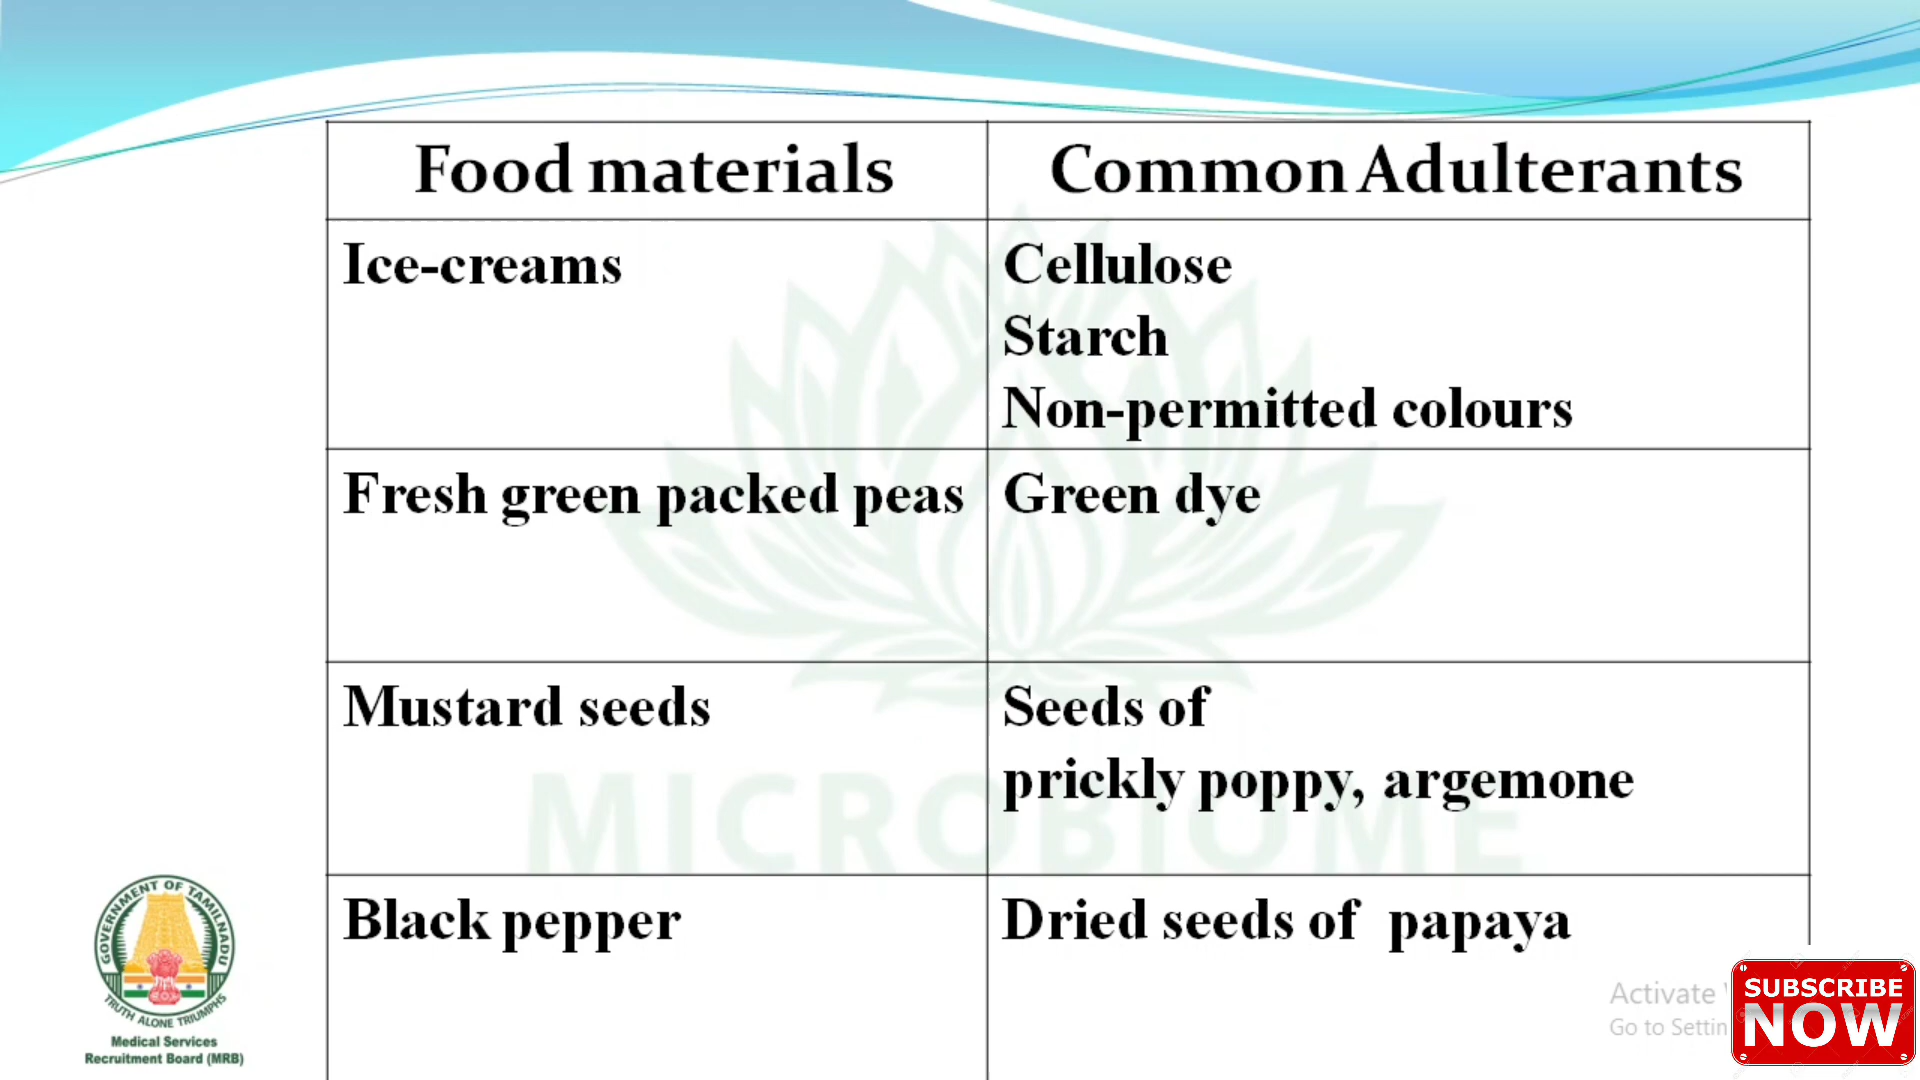 Food materials
Common Adulterants
Ice-creams
Cellulose
Starch
Non-permitted colours
Fresh green packed peas
Green dye
Mustard seeds
Seeds of
prickly poppy, argemone
Black pepper
Dried seeds of papaya
MICROBIOME
GOVERNMENT OF TAMILNADU
TRUTH ALONE TRIUMPHS
Medical Services
Recruitment Board (MRB)
Activate
Go to Settin
SUBSCRIBE
NOW